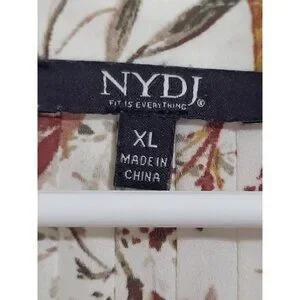 NYDJ®
FIT IS EVERYTHING
XL
MADE IN
CHINA